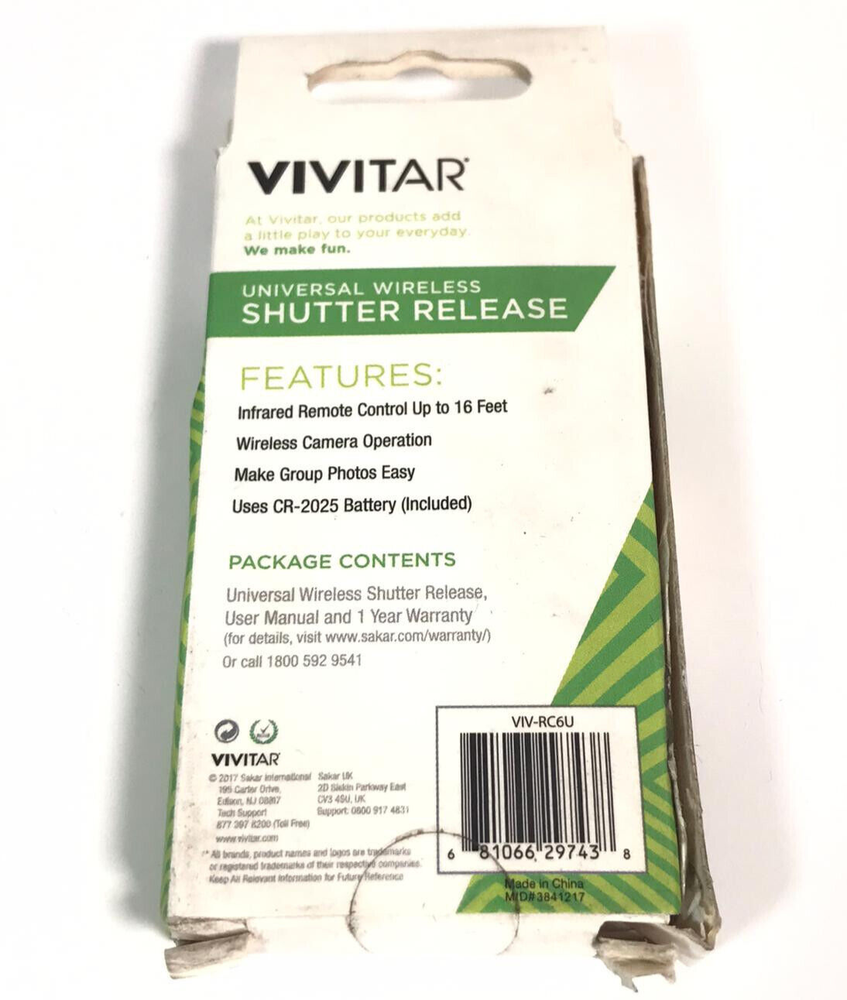 VIVITAR
At Vivitar, our products add
a little play to your everyday.
We make fun.
UNIVERSAL WIRELESS
SHUTTER RELEASE
FEATURES:
Infrared Remote Control Up to 16 Feet
Wireless Camera Operation
Make Group Photos Easy
Uses CR-2025 Battery (Included)
PACKAGE CONTENTS
Universal Wireless Shutter Release,
User Manual and 1 Year Warranty
(for details, visit www.sakar.com/warranty/)
Or call 1800 592 9541
VIVITAR
© 2017 Sakar International
195 Carter Drive,
Edison, NJ 08817
Tech Support
877 397 8200 (Toll Free)
www.vivitar.com
Sakar UK
2D Siskin Parkway East
CV3 4SU, UK
Support: 0800 917 4831
* All brands, product names and logos are trademarks
or registered trademarks of their respective companies.
Keep All Relevant Information for Future Reference
VIV-RC6U
6 81066 29743 8
Made in China
MID#3841217